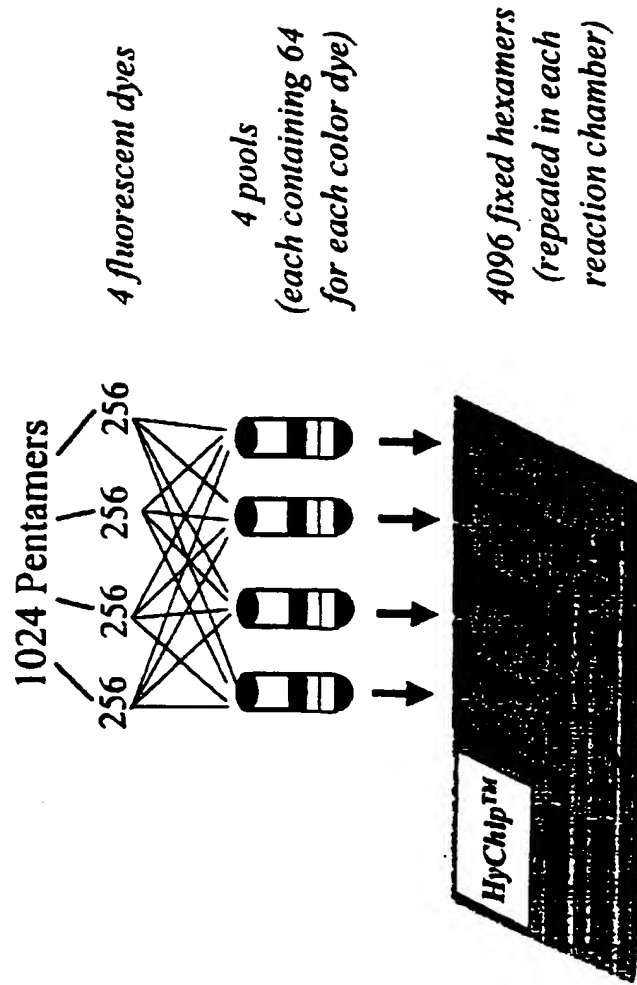 1024 Pentamers
256 256 256 256
4 fluorescent dyes
4 pools
(each containing 64
for each color dye)
HyChip™
4096 fixed hexamers
(repeated in each
reaction chamber)